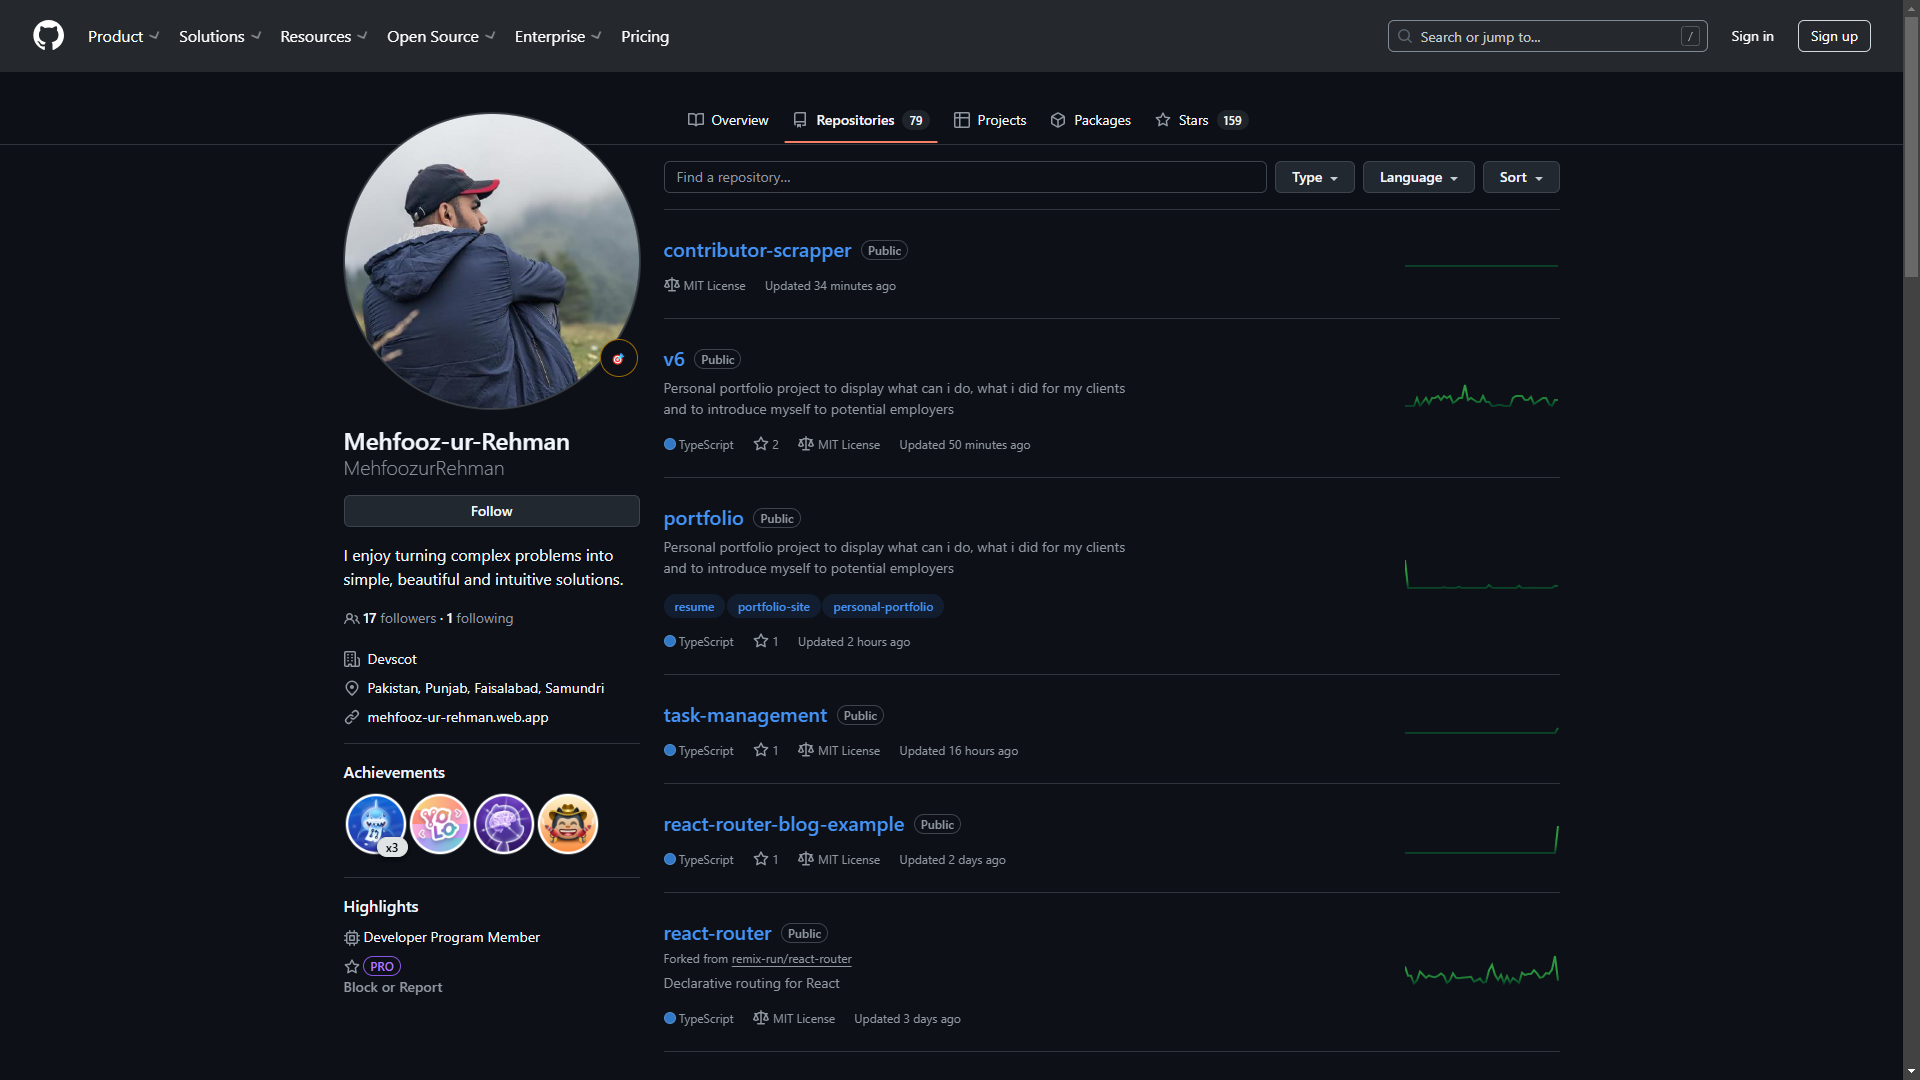 Product
Solutions
Resources
Open Source
Enterprise
Pricing
Search or jump to...
/
Sign in
Sign up
Overview
Repositories 79
Projects
Packages
Stars 159
Mehfooz-ur-Rehman
MehfoozurRehman
Follow
I enjoy turning complex problems into
simple, beautiful and intuitive solutions.
17 followers · 1 following
Devscot
Pakistan, Punjab, Faisalabad, Samundri
mehfooz-ur-rehman.web.app
Achievements
x3
YOLO
Highlights
Developer Program Member
PRO
Block or Report
Find a repository...
Type
Language
Sort
contributor-scrapper Public
MIT License Updated 34 minutes ago
v6 Public
Personal portfolio project to display what can i do, what i did for my clients
and to introduce myself to potential employers
TypeScript 2 MIT License Updated 50 minutes ago
portfolio Public
Personal portfolio project to display what can i do, what i did for my clients
and to introduce myself to potential employers
resume portfolio-site personal-portfolio
TypeScript 1 Updated 2 hours ago
task-management Public
TypeScript 1 MIT License Updated 16 hours ago
react-router-blog-example Public
TypeScript 1 MIT License Updated 2 days ago
react-router Public
Forked from remix-run/react-router
Declarative routing for React
TypeScript MIT License Updated 3 days ago